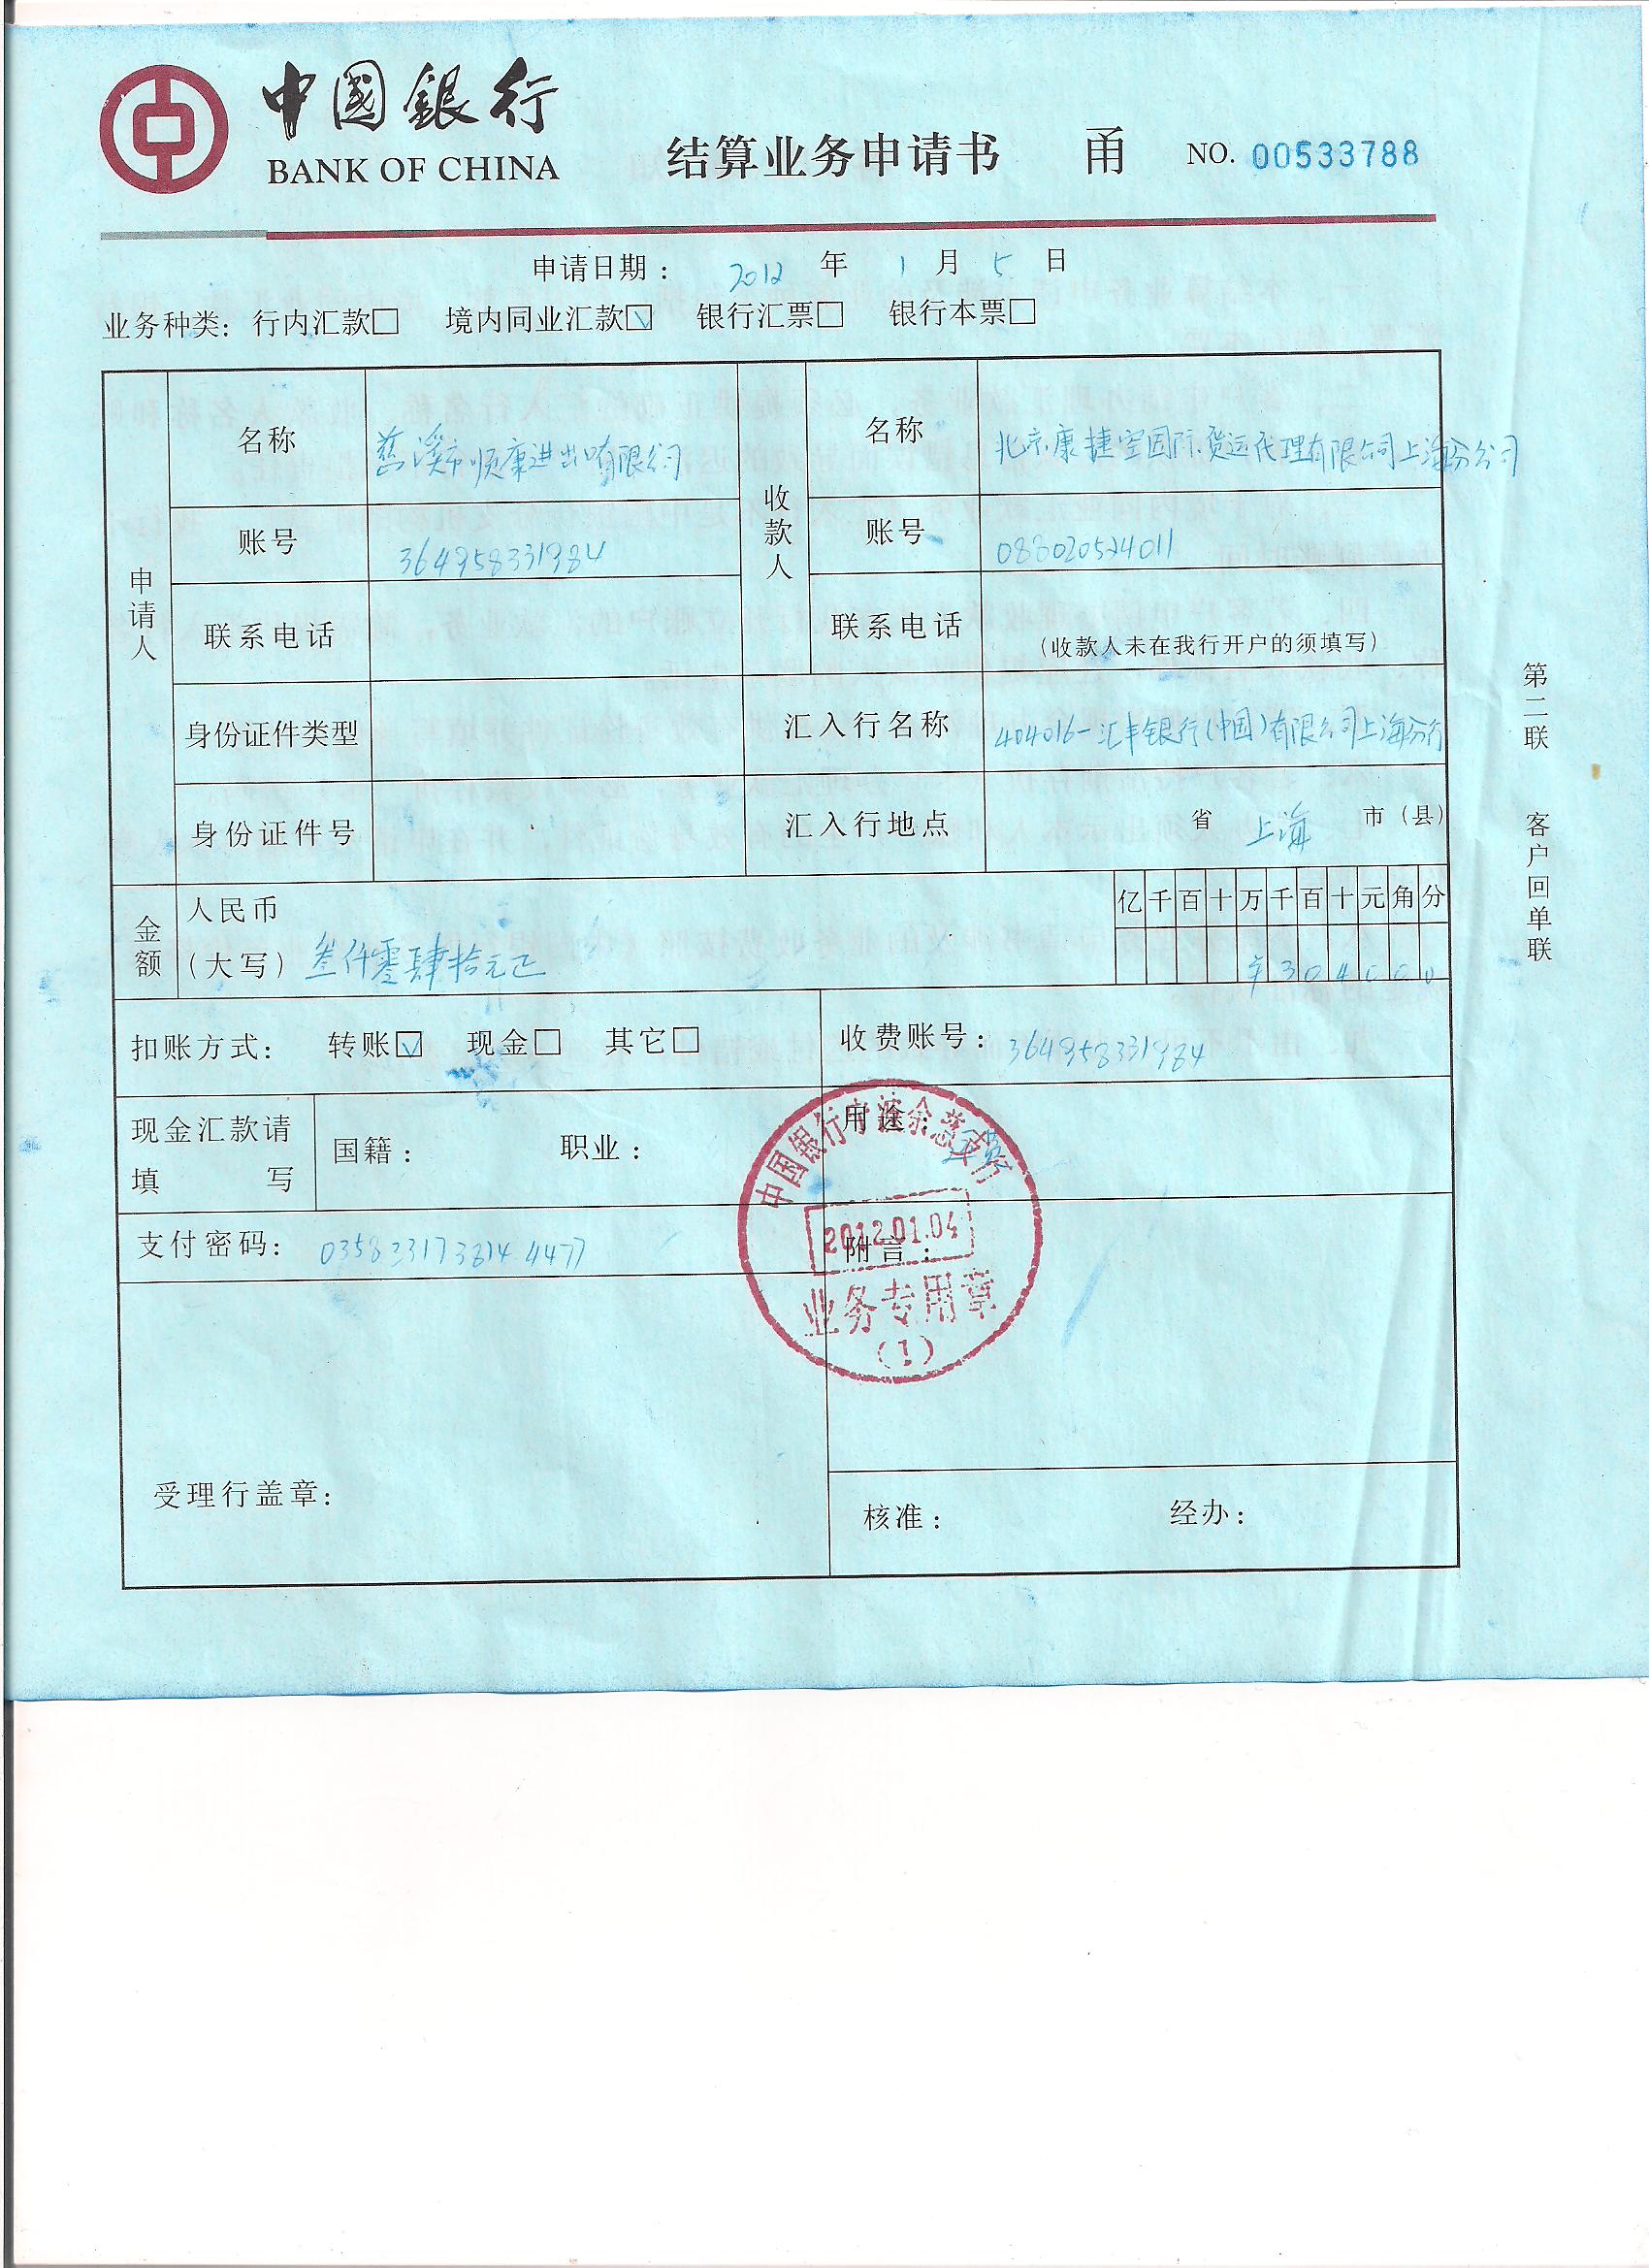 中國銀行
BANK OF CHINA
结算业务申请书 甬 NO. 00533788
申请日期： 2012 年 1 月 5 日
业务种类：行内汇款□ 境内同业汇款☑ 银行汇票□ 银行本票□
申请人
名称 慈溪市顺康进出口有限公司
账号 364958331984
联系电话
身份证件类型
身份证件号
收款人
名称 北京康捷空国际货运代理有限公司上海分公司
账号 088020524011
联系电话 （收款人未在我行开户的须填写）
汇入行名称 404016-汇丰银行(中国)有限公司上海分行
汇入行地点 省 上海 市（县）
金额
人民币
（大写）叁仟零肆拾元正
亿 千 百 十 万 千 百 十 元 角 分
¥ 3 0 4 0 0 0
扣账方式： 转账☑ 现金□ 其它□
收费账号：364958331984
现金汇款请
填 写
国籍： 职业：
用途：
支付密码：
附言：
中国银行宁波余慈支行
2012.01.04
业务专用章
(1)
受理行盖章：
核准： 经办：
第二联 客户回单联